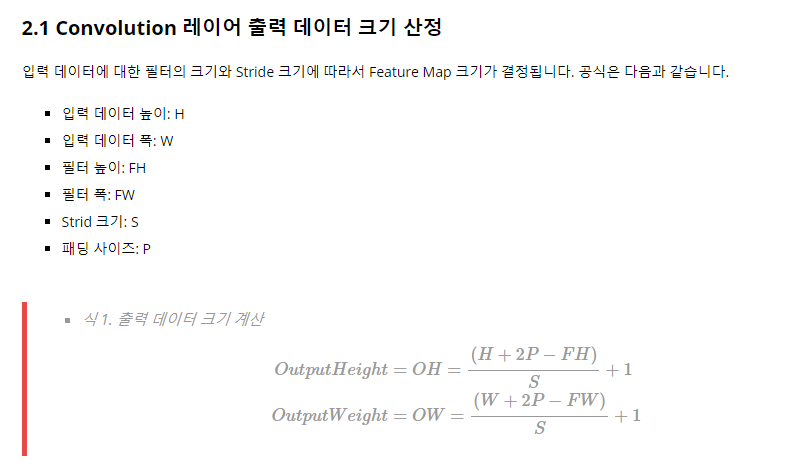 2.1 Convolution 레이어 출력 데이터 크기 산정
입력 데이터에 대한 필터의 크기와 Stride 크기에 따라서 Feature Map 크기가 결정됩니다. 공식은 다음과 같습니다.
▪ 입력 데이터 높이: H
▪ 입력 데이터 폭: W
▪ 필터 높이: FH
▪ 필터 폭: FW
▪ Strid 크기: S
▪ 패딩 사이즈: P
▪ 식 1. 출력 데이터 크기 계산
OutputHeight = OH = (H + 2P − FH) / S + 1
OutputWeight = OW = (W + 2P − FW) / S + 1